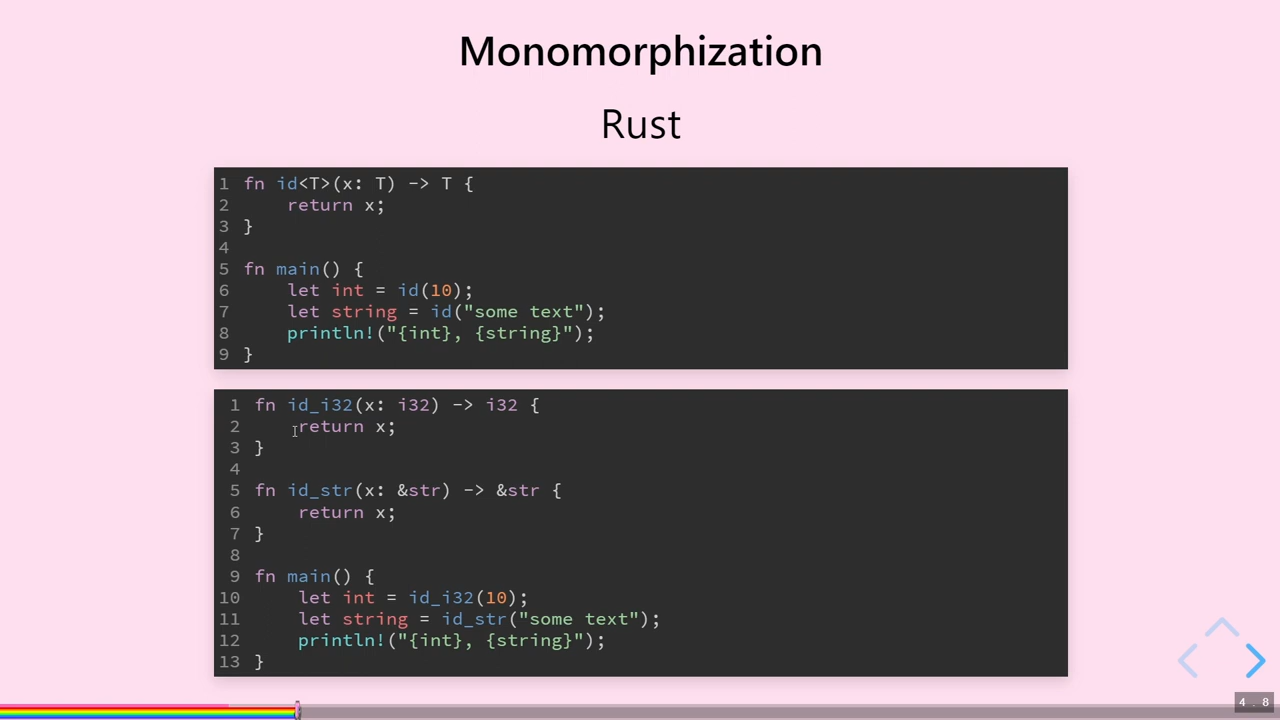 Monomorphization
Rust
1 fn id<T>(x: T) -> T {
2     return x;
3 }
4
5 fn main() {
6     let int = id(10);
7     let string = id("some text");
8     println!("{int}, {string}");
9 }
1 fn id_i32(x: i32) -> i32 {
2     return x;
3 }
4
5 fn id_str(x: &str) -> &str {
6     return x;
7 }
8
9 fn main() {
10     let int = id_i32(10);
11     let string = id_str("some text");
12     println!("{int}, {string}");
13 }
4 . 8